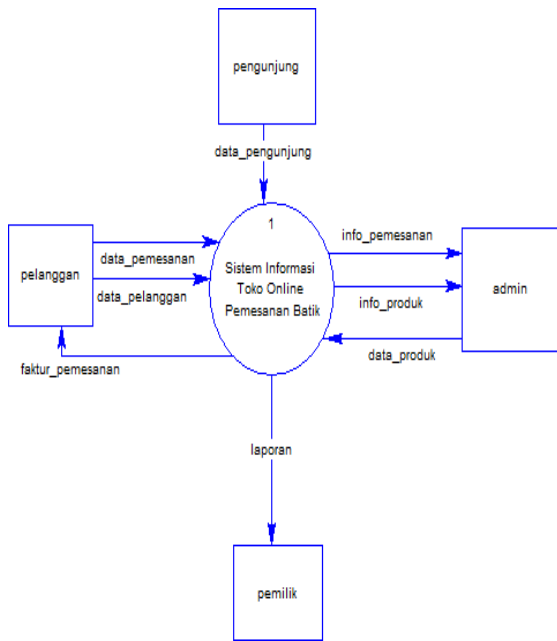 pengunjung
data_pengunjung
1
Sistem Informasi
Toko Online
Pemesanan Batik
pelanggan
data_pemesanan
data_pelanggan
faktur_pemesanan
info_pemesanan
info_produk
data_produk
admin
laporan
pemilik